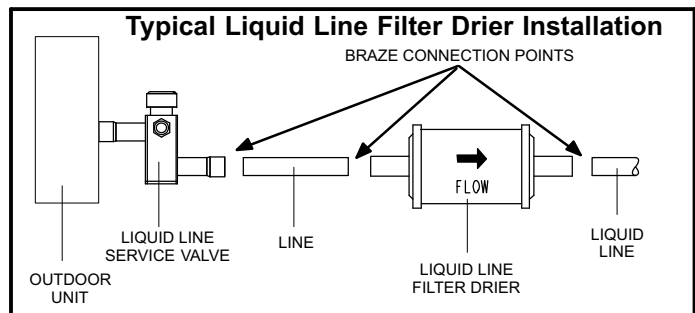 Typical Liquid Line Filter Drier Installation
BRAZE CONNECTION POINTS
FLOW
LIQUID LINE
SERVICE VALVE
LINE
LIQUID
LINE
OUTDOOR
UNIT
LIQUID LINE
FILTER DRIER